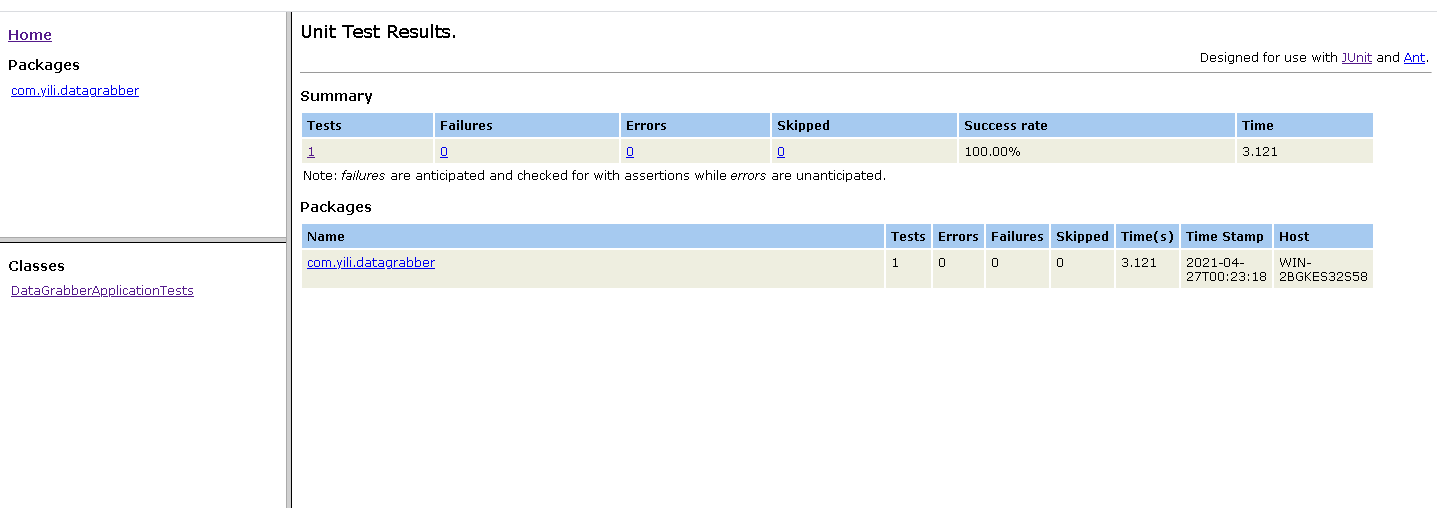 Home
Packages
com.yili.datagrabber
Classes
DataGrabberApplicationTests
Unit Test Results.
Designed for use with JUnit and Ant.
Summary
Tests Failures Errors Skipped Success rate Time
1 0 0 0 100.00% 3.121
Note: failures are anticipated and checked for with assertions while errors are unanticipated.
Packages
Name Tests Errors Failures Skipped Time(s) Time Stamp Host
com.yili.datagrabber 1 0 0 0 3.121 2021-04- WIN-
27T00:23:18 2BGKES32S58